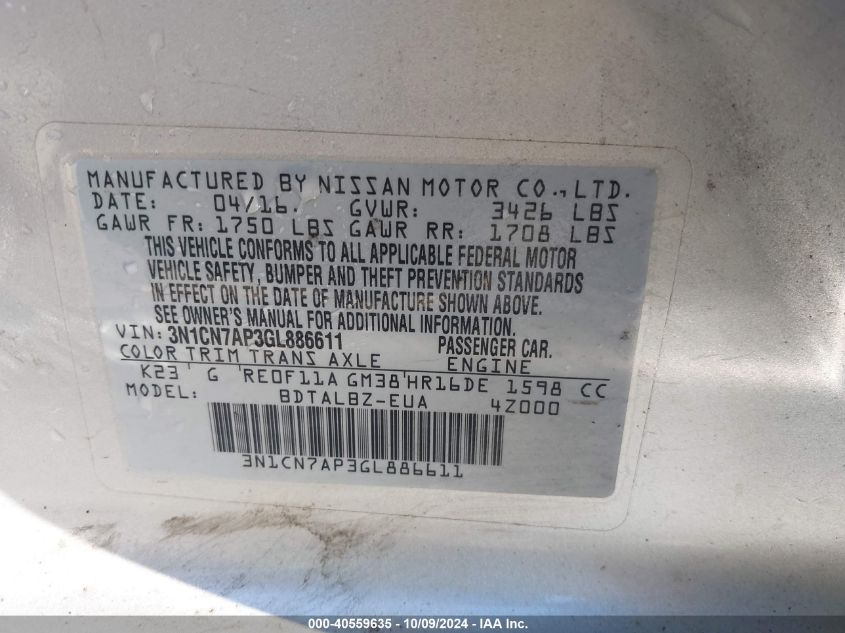 MANUFACTURED BY NISSAN MOTOR CO., LTD.
DATE: 04/16. GVWR: 3426 LBS
GAWR FR: 1750 LBS GAWR RR: 1708 LBS
THIS VEHICLE CONFORMS TO ALL APPLICABLE FEDERAL MOTOR
VEHICLE SAFETY, BUMPER AND THEFT PREVENTION STANDARDS
IN EFFECT ON THE DATE OF MANUFACTURE SHOWN ABOVE.
SEE OWNER'S MANUAL FOR ADDITIONAL INFORMATION
VIN: 3N1CN7AP3GL886611 PASSENGER CAR.
COLOR TRIM TRANS AXLE ENGINE
K23 G RE0F11A GM38 HR16DE 1598 CC
MODEL: BDTALBZ-EUA 4Z000
3N1CN7AP3GL886611
000-40559635 - 10/09/2024 - IAA Inc.